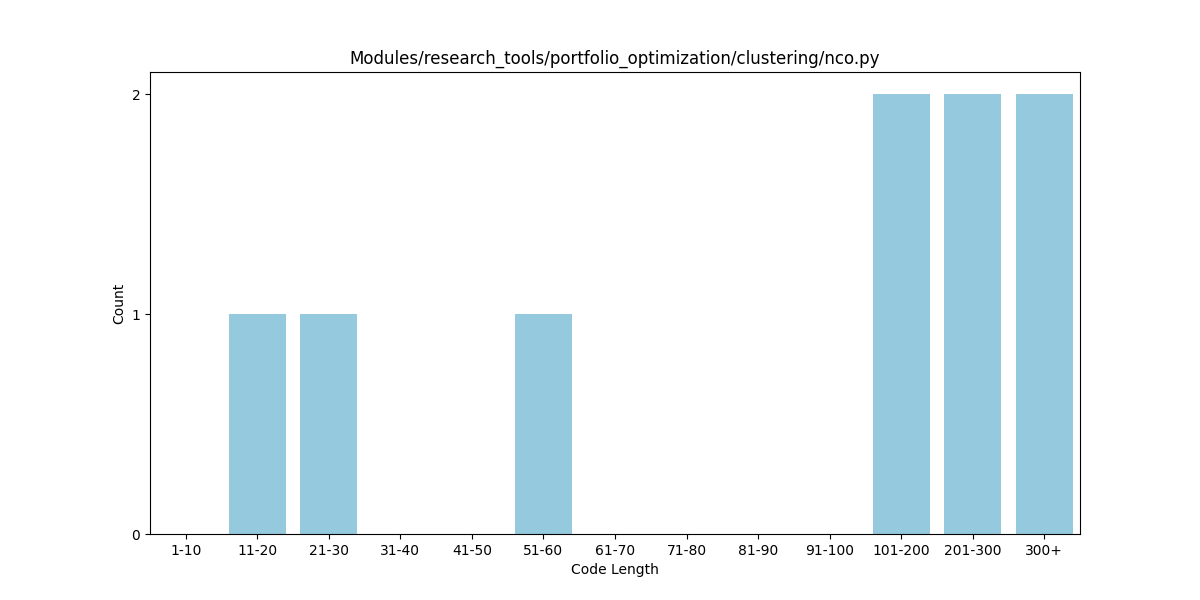 Modules/research_tools/portfolio_optimization/clustering/nco.py
Count
2
1
0
1-10 11-20 21-30 31-40 41-50 51-60 61-70 71-80 81-90 91-100 101-200 201-300 300+
Code Length